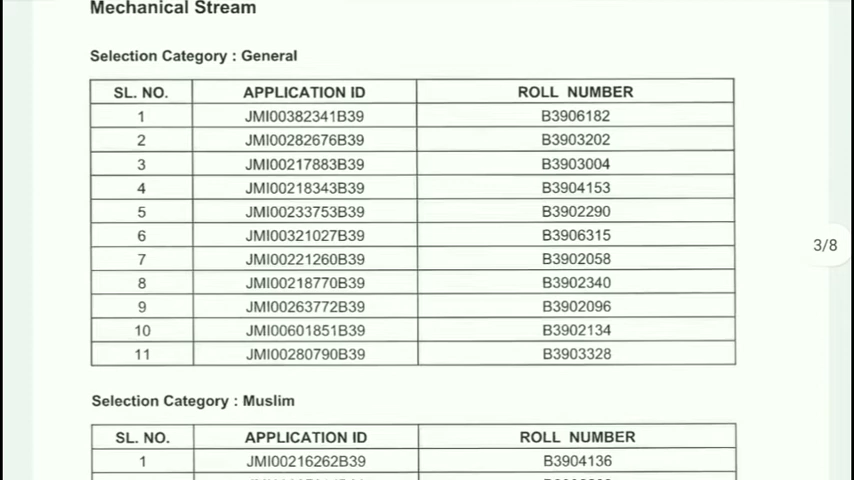 Mechanical Stream
Selection Category : General
SL. NO. APPLICATION ID ROLL NUMBER
1 JMI00382341B39 B3906182
2 JMI00282676B39 B3903202
3 JMI00217883B39 B3903004
4 JMI00218343B39 B3904153
5 JMI00233753B39 B3902290
6 JMI00321027B39 B3906315
7 JMI00221260B39 B3902058
8 JMI00218770B39 B3902340
9 JMI00263772B39 B3902096
10 JMI00601851B39 B3902134
11 JMI00280790B39 B3903328
3/8
Selection Category : Muslim
SL. NO. APPLICATION ID ROLL NUMBER
1 JMI00216262B39 B3904136